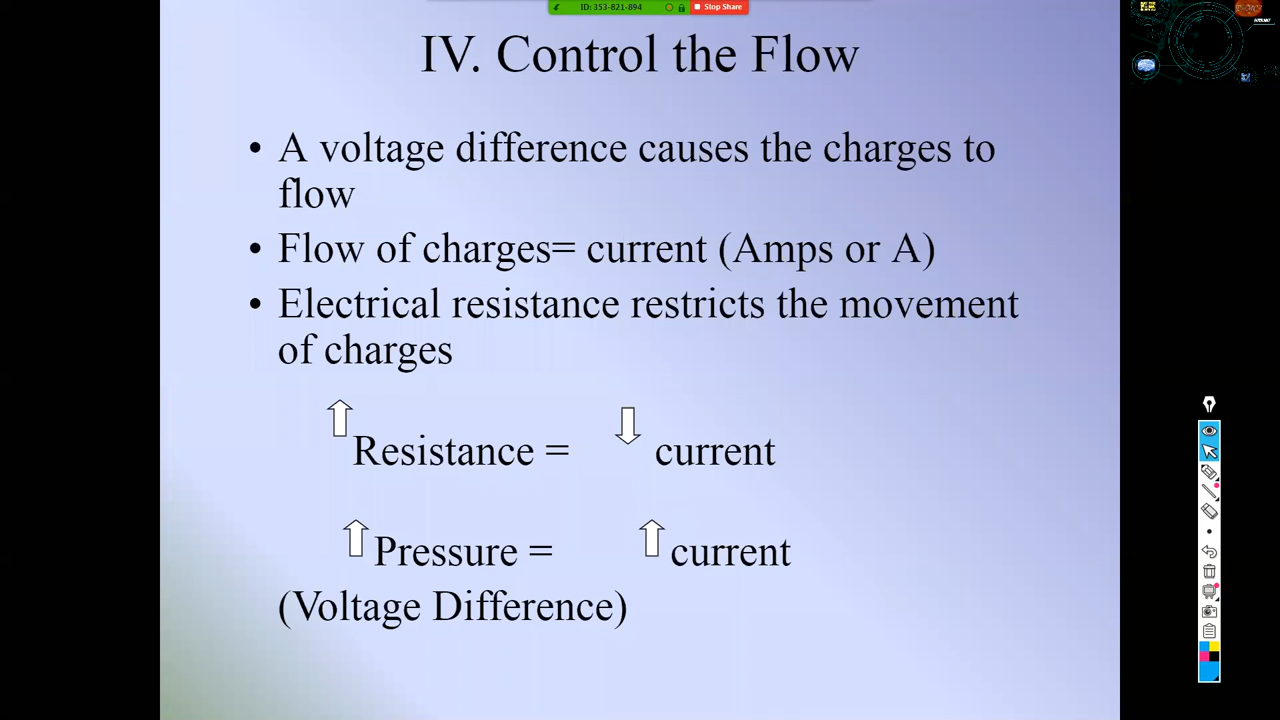 ID: 353-821-894 Stop Share
IV. Control the Flow
• A voltage difference causes the charges to
flow
• Flow of charges= current (Amps or A)
• Electrical resistance restricts the movement
of charges
Resistance = current
Pressure = current
(Voltage Difference)